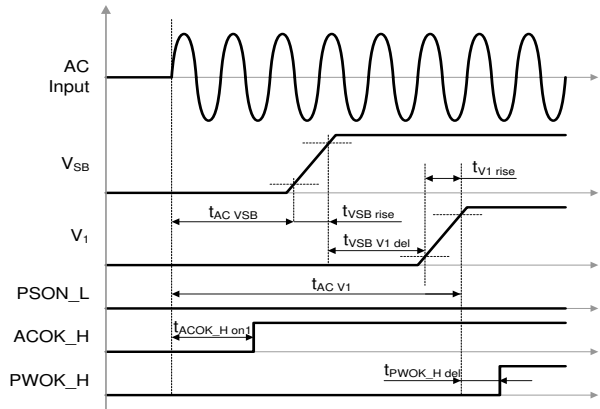 AC
Input
VSB
tV1 rise
tAC VSB
tVSB rise
V1
tVSB V1 del
tAC V1
PSON_L
tACOK_H on1
ACOK_H
tPWOK_H del
PWOK_H